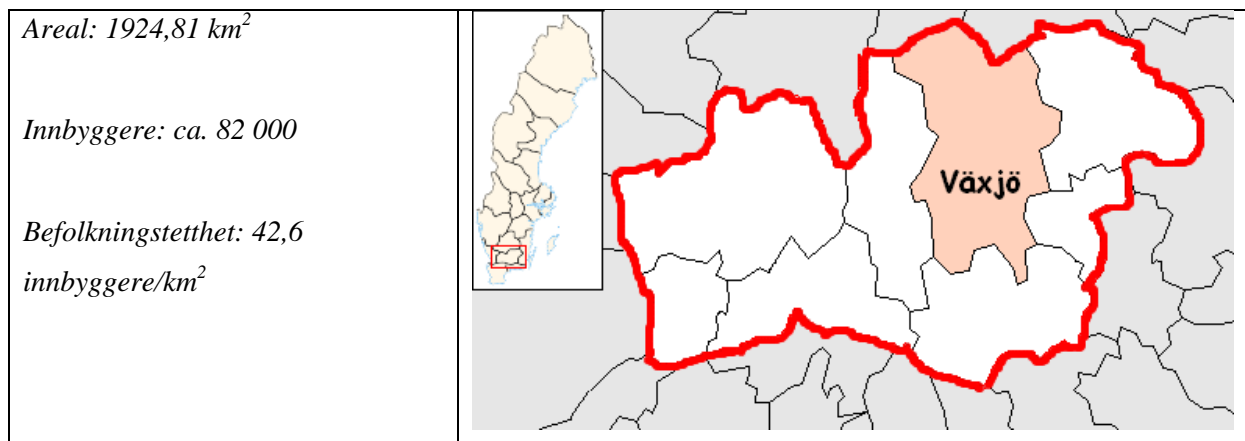 Areal: 1924,81 km²
Innbyggere: ca. 82 000
Befolkningstetthet: 42,6
innbyggere/km²
Växjö